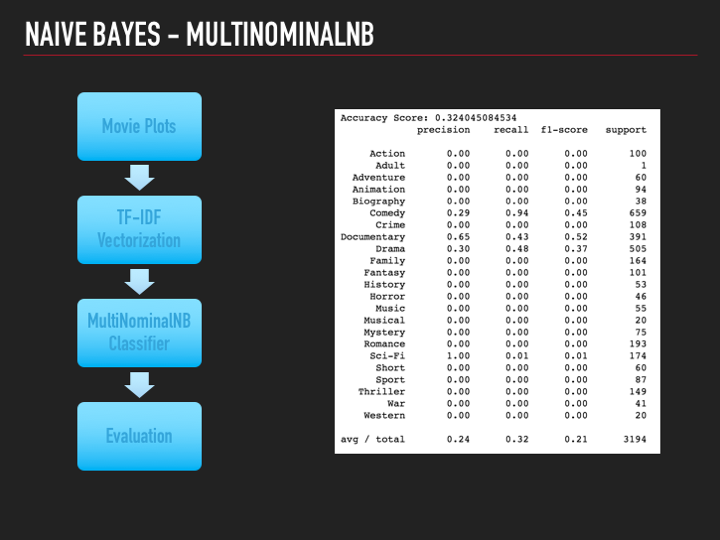 NAIVE BAYES - MULTINOMINALNB
Movie Plots
TF-IDF
Vectorization
MultiNominalNB
Classifier
Evaluation
Accuracy Score: 0.324045084534
precision recall f1-score support
Action 0.00 0.00 0.00 100
Adult 0.00 0.00 0.00 1
Adventure 0.00 0.00 0.00 60
Animation 0.00 0.00 0.00 94
Biography 0.00 0.00 0.00 38
Comedy 0.29 0.94 0.45 659
Crime 0.00 0.00 0.00 108
Documentary 0.65 0.43 0.52 391
Drama 0.30 0.48 0.37 505
Family 0.00 0.00 0.00 164
Fantasy 0.00 0.00 0.00 101
History 0.00 0.00 0.00 53
Horror 0.00 0.00 0.00 46
Music 0.00 0.00 0.00 55
Musical 0.00 0.00 0.00 20
Mystery 0.00 0.00 0.00 75
Romance 0.00 0.00 0.00 193
Sci-Fi 1.00 0.01 0.01 174
Short 0.00 0.00 0.00 60
Sport 0.00 0.00 0.00 87
Thriller 0.00 0.00 0.00 149
War 0.00 0.00 0.00 41
Western 0.00 0.00 0.00 20
avg / total 0.24 0.32 0.21 3194